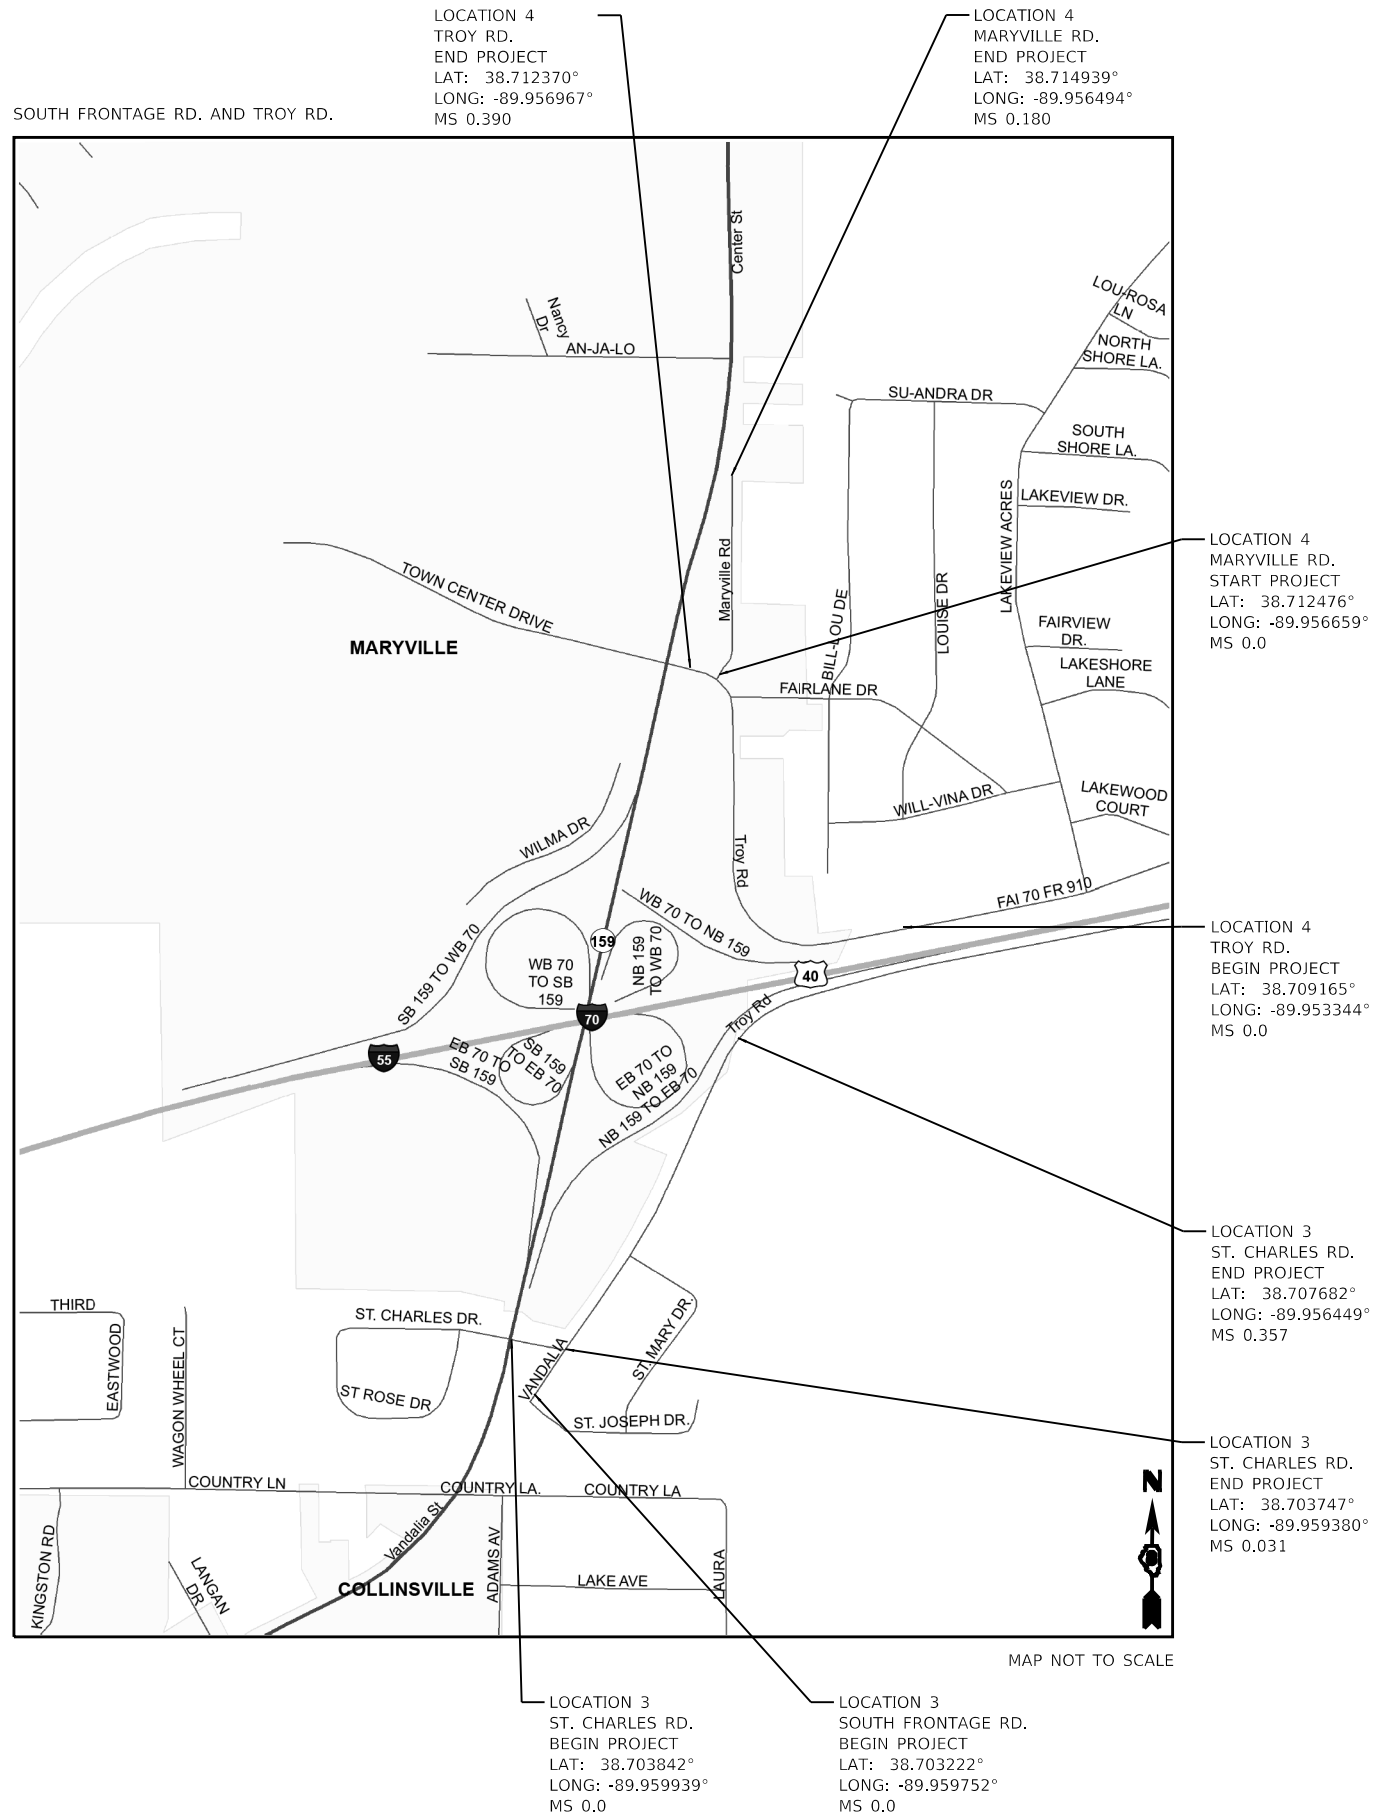 LOCATION 4
TROY RD.
END PROJECT
LAT: 38.712370°
LONG: -89.956967°
MS 0.390
LOCATION 4
MARYVILLE RD.
END PROJECT
LAT: 38.714939°
LONG: -89.956494°
MS 0.180
SOUTH FRONTAGE RD. AND TROY RD.
Center St
Nancy
Dr
AN-JA-LO
LOU-ROSA
LN
NORTH
SHORE LA.
SU-ANDRA DR
SOUTH
SHORE LA.
LAKEVIEW DR.
LAKEVIEW ACRES
Maryville Rd
TOWN CENTER DRIVE
MARYVILLE
BILL-LOU DE
LOUISE DR
FAIRVIEW
DR.
LAKESHORE
LANE
FAIRLANE DR
LOCATION 4
MARYVILLE RD.
START PROJECT
LAT: 38.712476°
LONG: -89.956659°
MS 0.0
WILL-VINA DR
LAKEWOOD
COURT
WILMA DR
Troy Rd
FAI 70 FR 910
WB 70 TO NB 159
SB 159 TO WB 70
159
NB 159
TO WB 70
WB 70
TO SB
159
40
70
55
Troy Rd
LOCATION 4
TROY RD.
BEGIN PROJECT
LAT: 38.709165°
LONG: -89.953344°
MS 0.0
EB 70 TO
SB 159
SB 159
TO EB 70
EB 70 TO
NB 159
NB 159 TO EB 70
LOCATION 3
ST. CHARLES RD.
END PROJECT
LAT: 38.707682°
LONG: -89.956449°
MS 0.357
THIRD
EASTWOOD
WAGON WHEEL CT
ST. CHARLES DR.
ST ROSE DR
VANDALIA
ST. MARY DR.
ST. JOSEPH DR.
LOCATION 3
ST. CHARLES RD.
END PROJECT
LAT: 38.703747°
LONG: -89.959380°
MS 0.031
COUNTRY LN
COUNTRY LA.
COUNTRY LA
KINGSTON RD
LANGAN
DR
Vandalia St
COLLINSVILLE
ADAMS AV
LAKE AVE
LAURA
N
MAP NOT TO SCALE
LOCATION 3
ST. CHARLES RD.
BEGIN PROJECT
LAT: 38.703842°
LONG: -89.959939°
MS 0.0
LOCATION 3
SOUTH FRONTAGE RD.
BEGIN PROJECT
LAT: 38.703222°
LONG: -89.959752°
MS 0.0